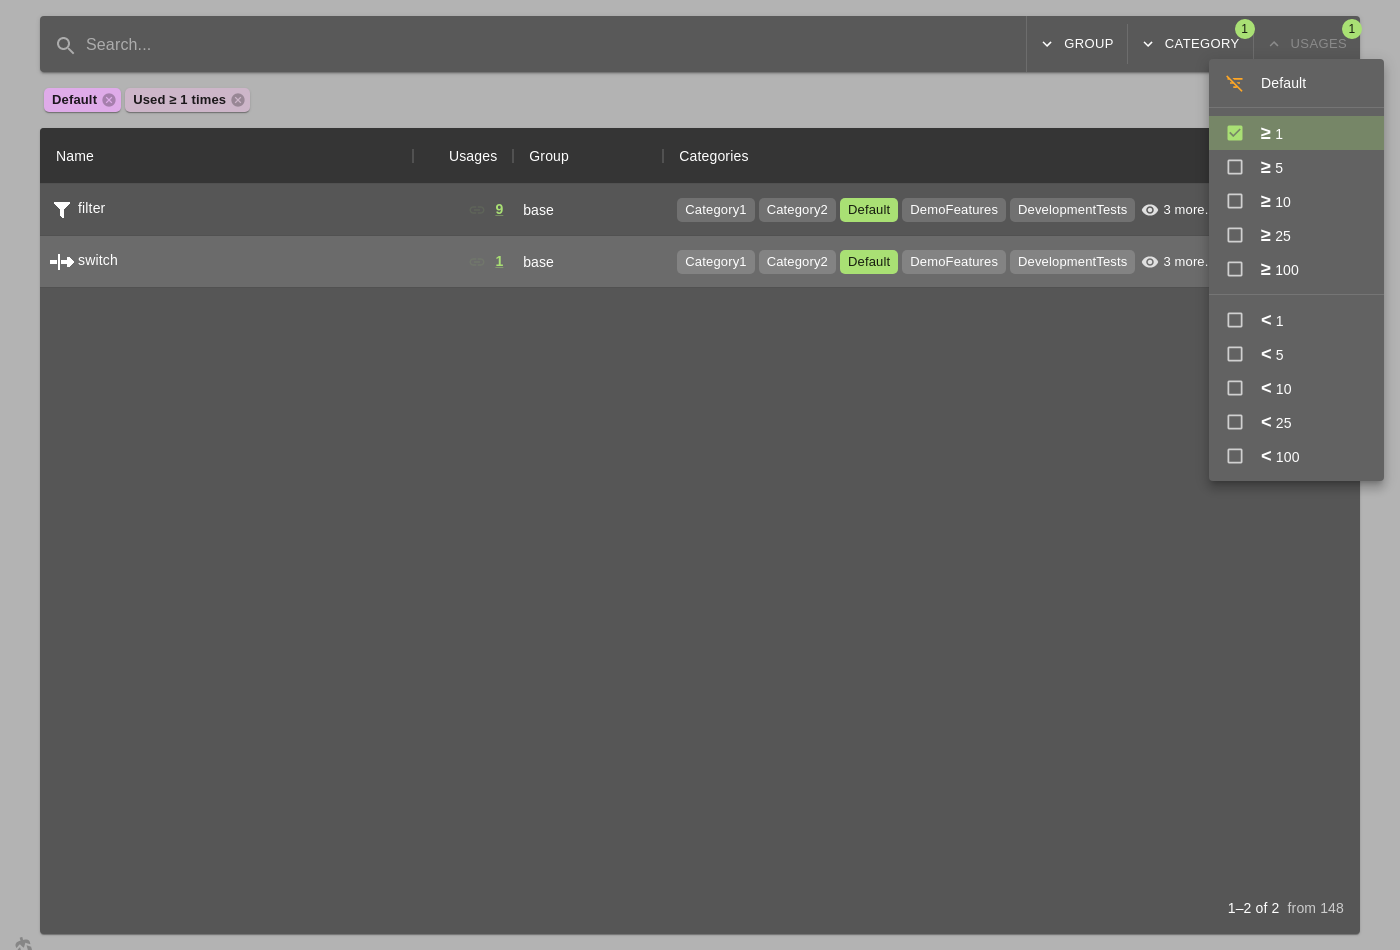 Search...
GROUP
CATEGORY
1
USAGES
1
Default
Used ≥ 1 times
Name
Usages
Group
Categories
filter
9
base
Category1
Category2
Default
DemoFeatures
DevelopmentTests
3 more.
switch
1
base
Category1
Category2
Default
DemoFeatures
DevelopmentTests
3 more.
Default
≥ 1
≥ 5
≥ 10
≥ 25
≥ 100
< 1
< 5
< 10
< 25
< 100
1–2 of 2 from 148